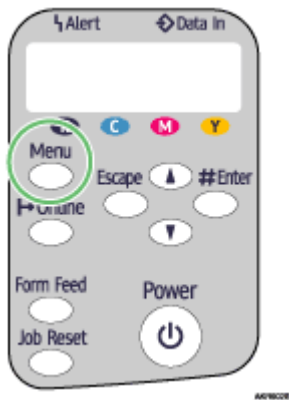 Alert
Data In
C M Y
Menu
Escape
#Enter
Online
Form Feed
Power
Job Reset